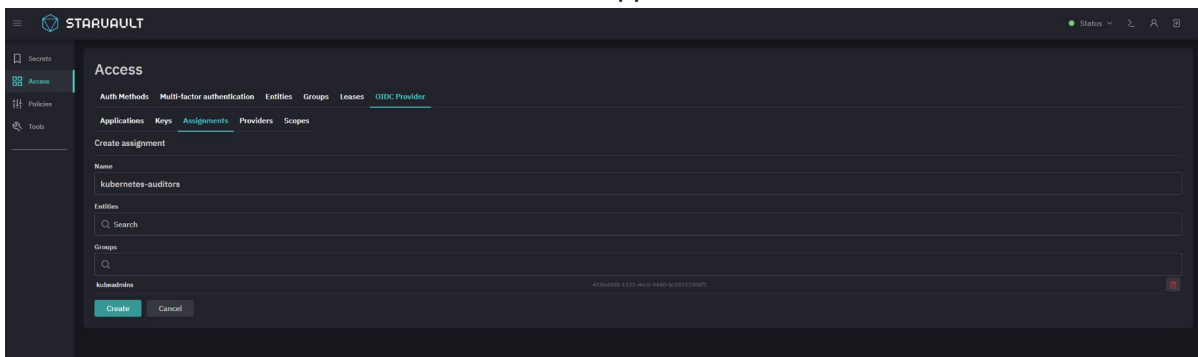 STARVAULT
Status
Secrets
Access
Policies
Tools
Access
Auth Methods Multi-factor authentication Entities Groups Leases OIDC Provider
Applications Keys Assignments Providers Scopes
Create assignment
Name
kubernetes-auditors
Entities
Search
Groups
kubeadmins
Create Cancel